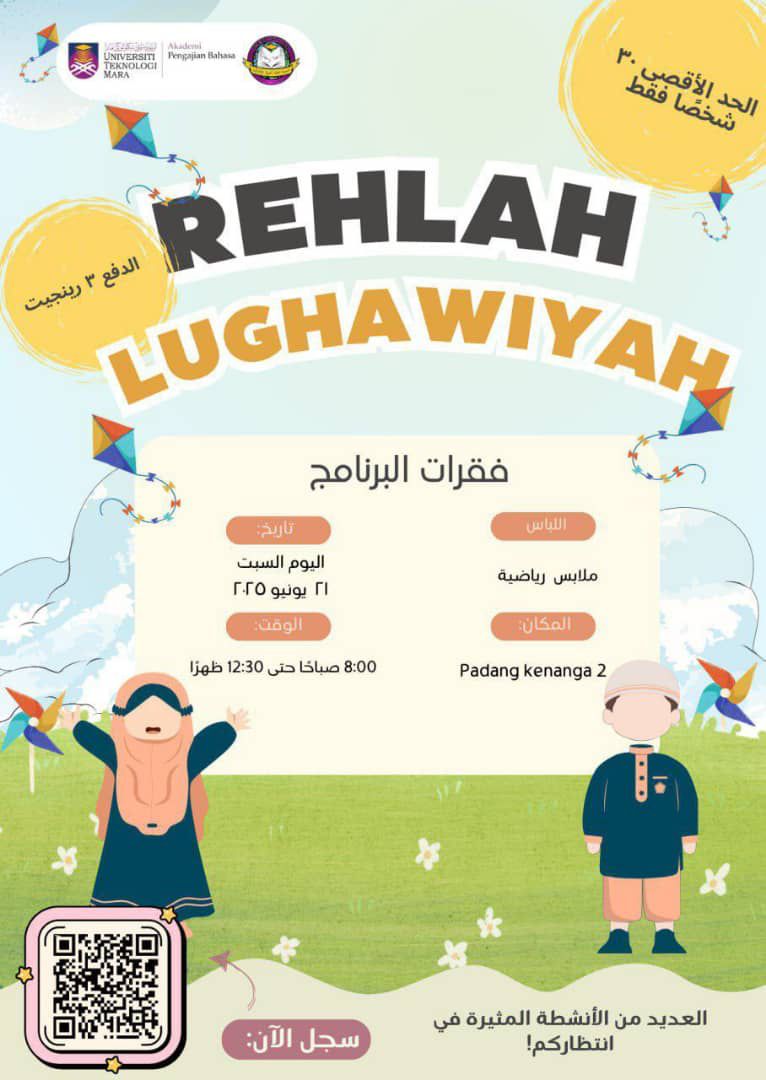 UNIVERSITI
TEKNOLOGI
MARA
Akademi
Pengajian Bahasa
الحد الأقصى ٣٠
شخصًا فقط
REHLAH
الدفع ٣ رينجيت
LUGHAWIYAH
فقرات البرنامج
اللباس
تاريخ:
ملابس رياضية
اليوم السبت
٢١ يونيو ٢٠٢٥
المكان:
الوقت:
Padang kenanga 2
8:00 صباحًا حتى 12:30 ظهرًا
العديد من الأنشطة المثيرة في
انتظاركم!
سجل الآن: